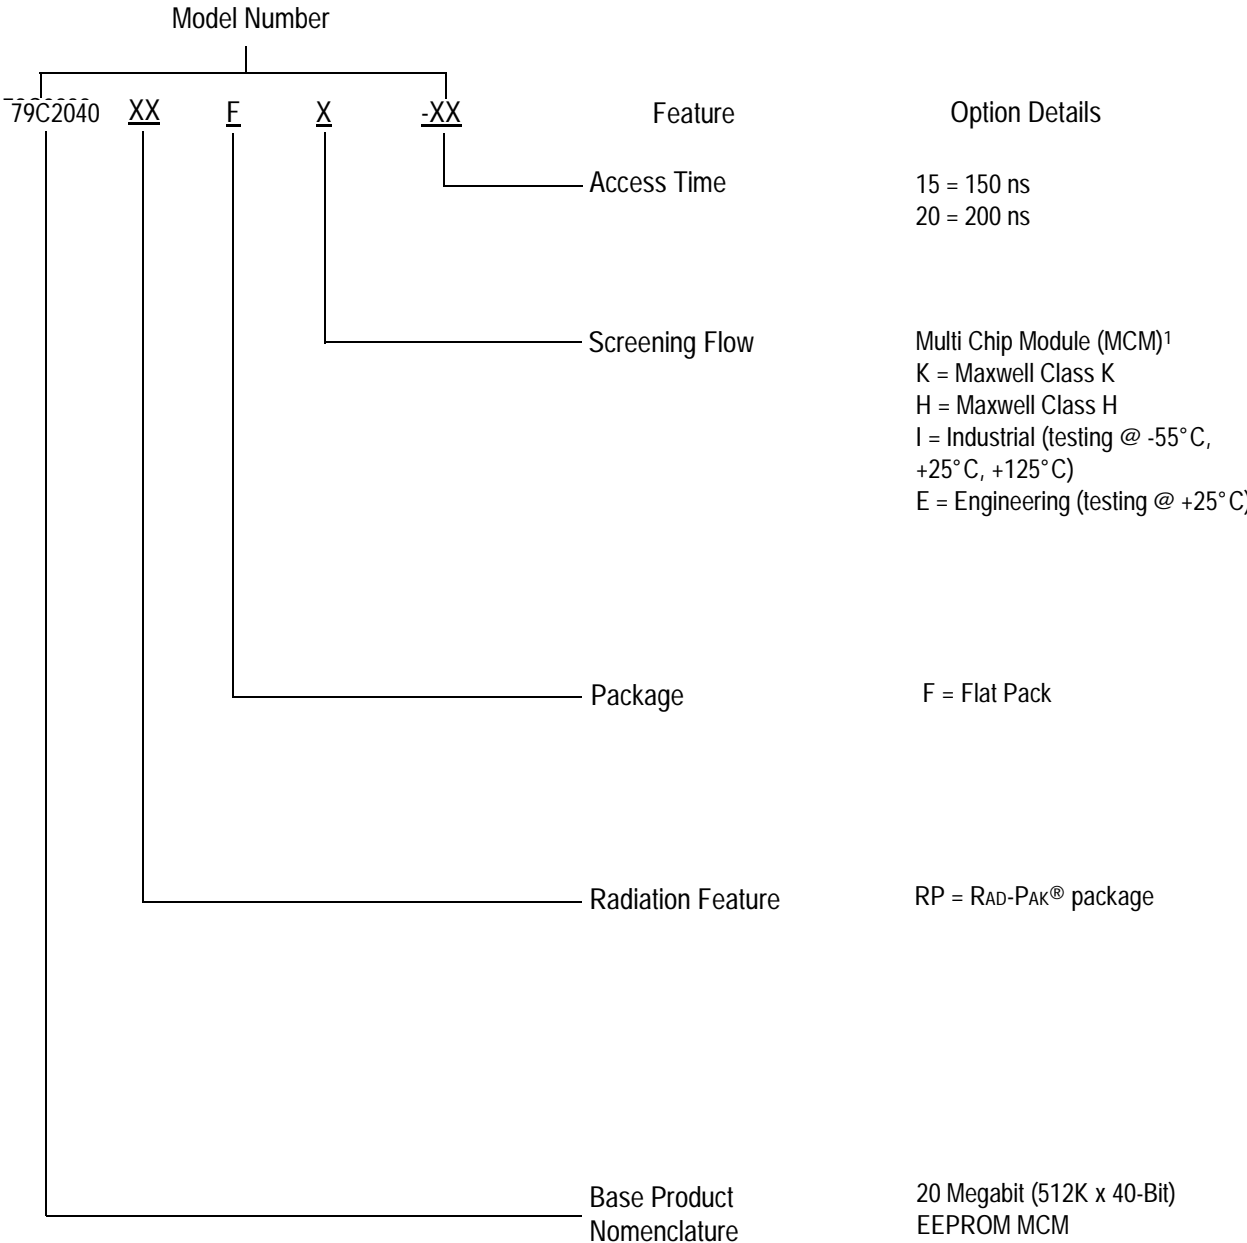 Model Number
79C2040 XX F X -XX Feature Option Details
Access Time 15 = 150 ns
20 = 200 ns
Screening Flow Multi Chip Module (MCM)1
K = Maxwell Class K
H = Maxwell Class H
I = Industrial (testing @ -55°C,
+25°C, +125°C)
E = Engineering (testing @ +25°C)
Package F = Flat Pack
Radiation Feature RP = RAD-PAK® package
Base Product 20 Megabit (512K x 40-Bit)
Nomenclature EEPROM MCM